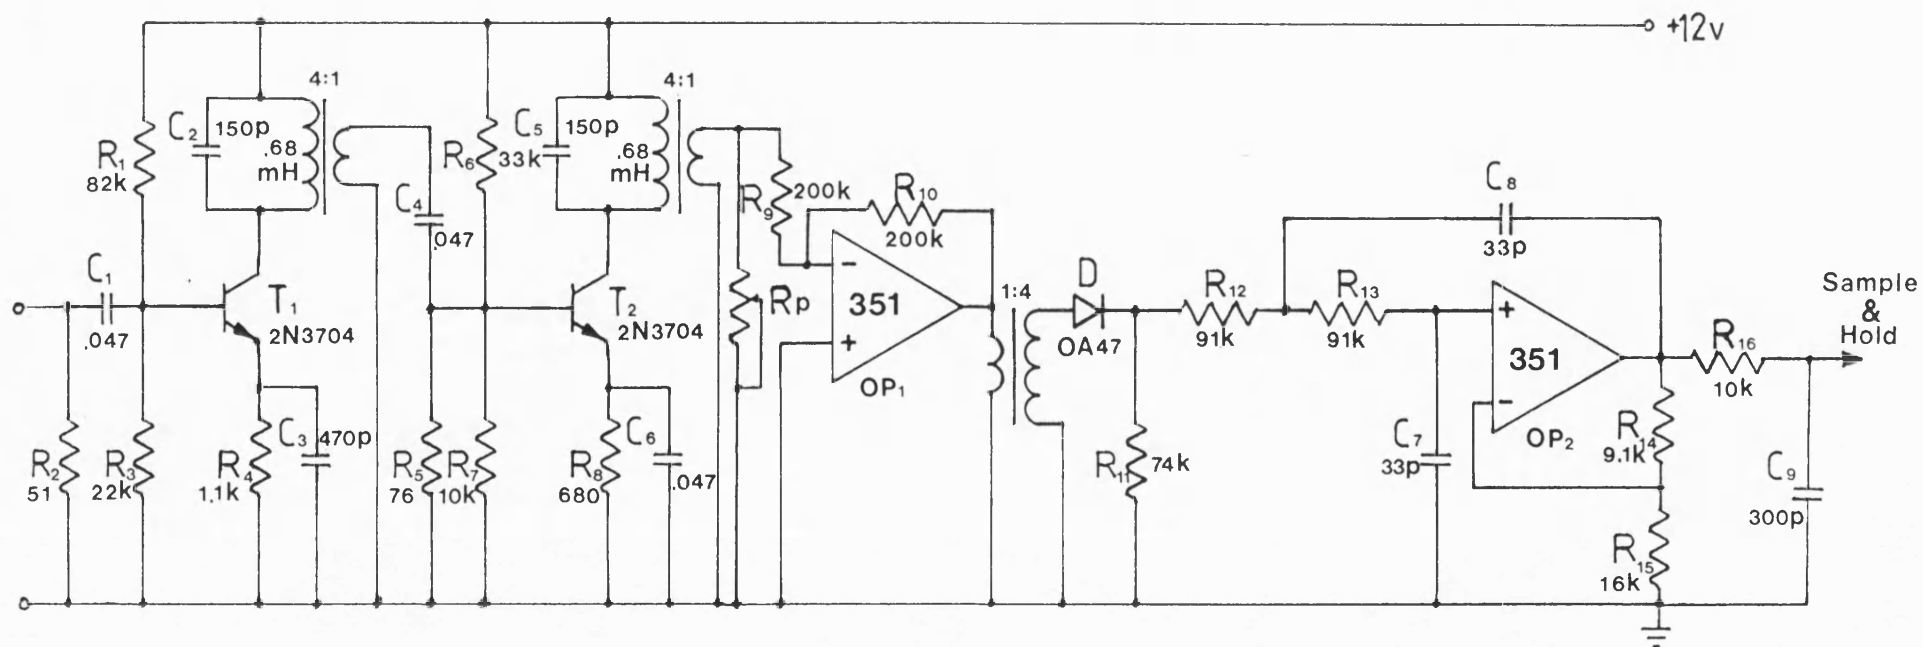 +12v
4:1
4:1
C2
150p
.68
mH
R1
82k
R6
33k
C5
150p
.68
mH
C4
.047
R9
200k
R10
200k
C1
.047
T1
2N3704
T2
2N3704
Rp
351
-
+
OP1
1:4
D
OA47
R12
91k
R13
91k
C8
33p
+
351
-
OP2
R16
10k
Sample
&
Hold
R2
51
R3
22k
R4
1.1k
C3
470p
R5
76
R7
10k
R8
680
C6
.047
R11
74k
C7
33p
R14
9.1k
R15
16k
C9
300p